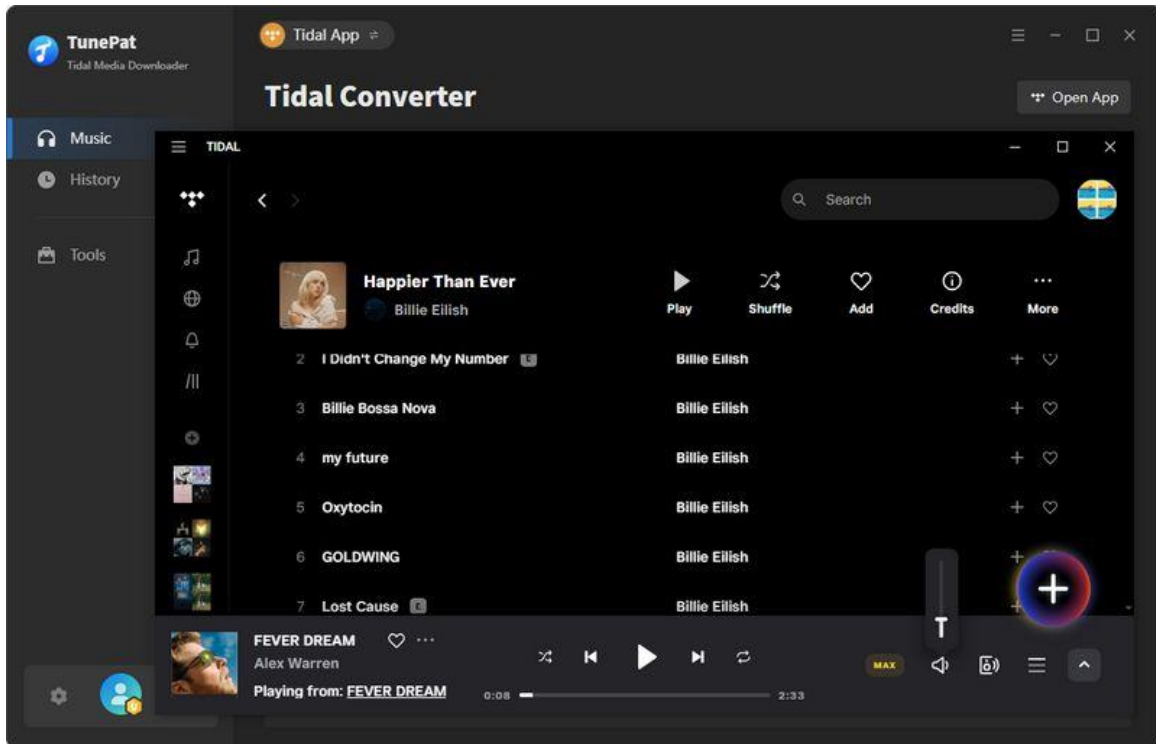 TunePat
Tidal Media Downloader
Tidal App
Tidal Converter
Open App
Music
History
Tools
TIDAL
Search
Happier Than Ever
Billie Eilish
Play
Shuffle
Add
Credits
More
2 I Didn't Change My Number E Billie Eilish
3 Billie Bossa Nova Billie Eilish
4 my future Billie Eilish
5 Oxytocin Billie Eilish
6 GOLDWING Billie Eilish
7 Lost Cause E Billie Eilish
FEVER DREAM
Alex Warren
Playing from: FEVER DREAM
0:08
2:33
MAX